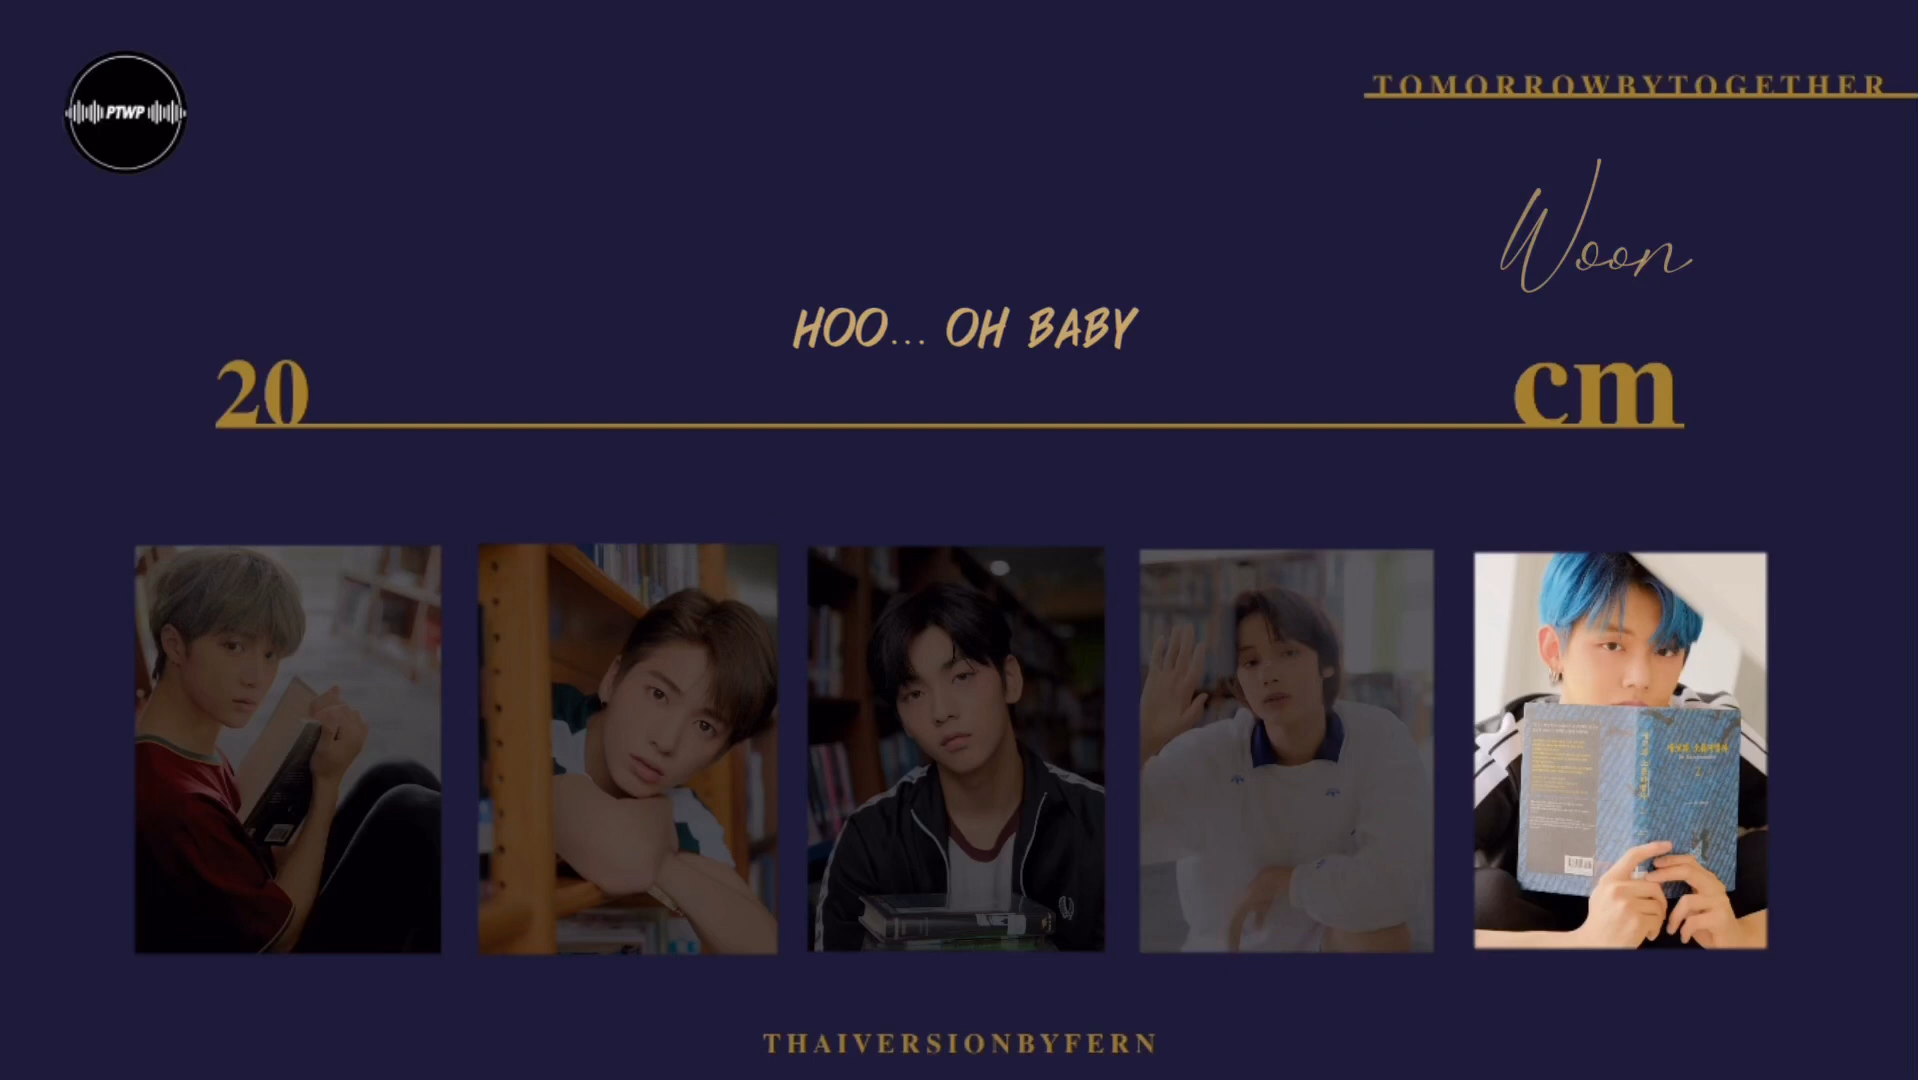 PTWP
TOMORROWBYTOGETHER
Woon
HOO... OH BABY
20 cm
THAIVERSIONBYFERN